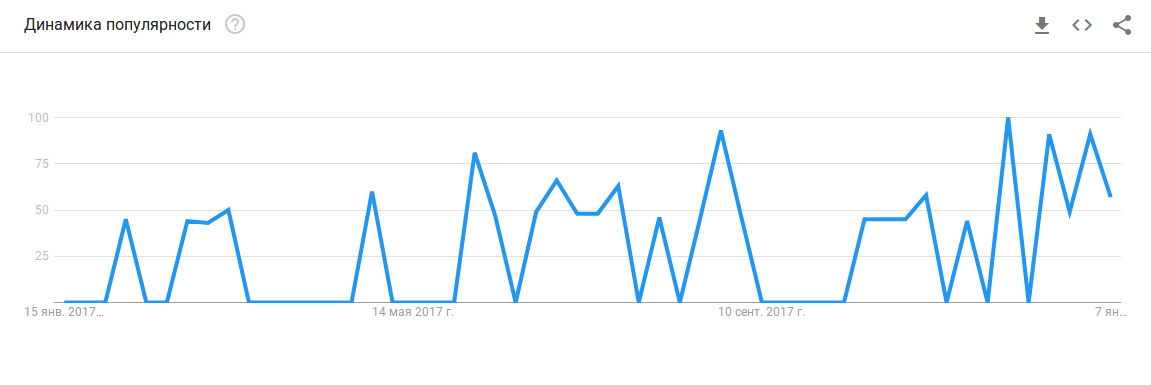 Динамика популярности ?
100
75
50
25
15 янв. 2017…
14 мая 2017 г.
10 сент. 2017 г.
7 ян…